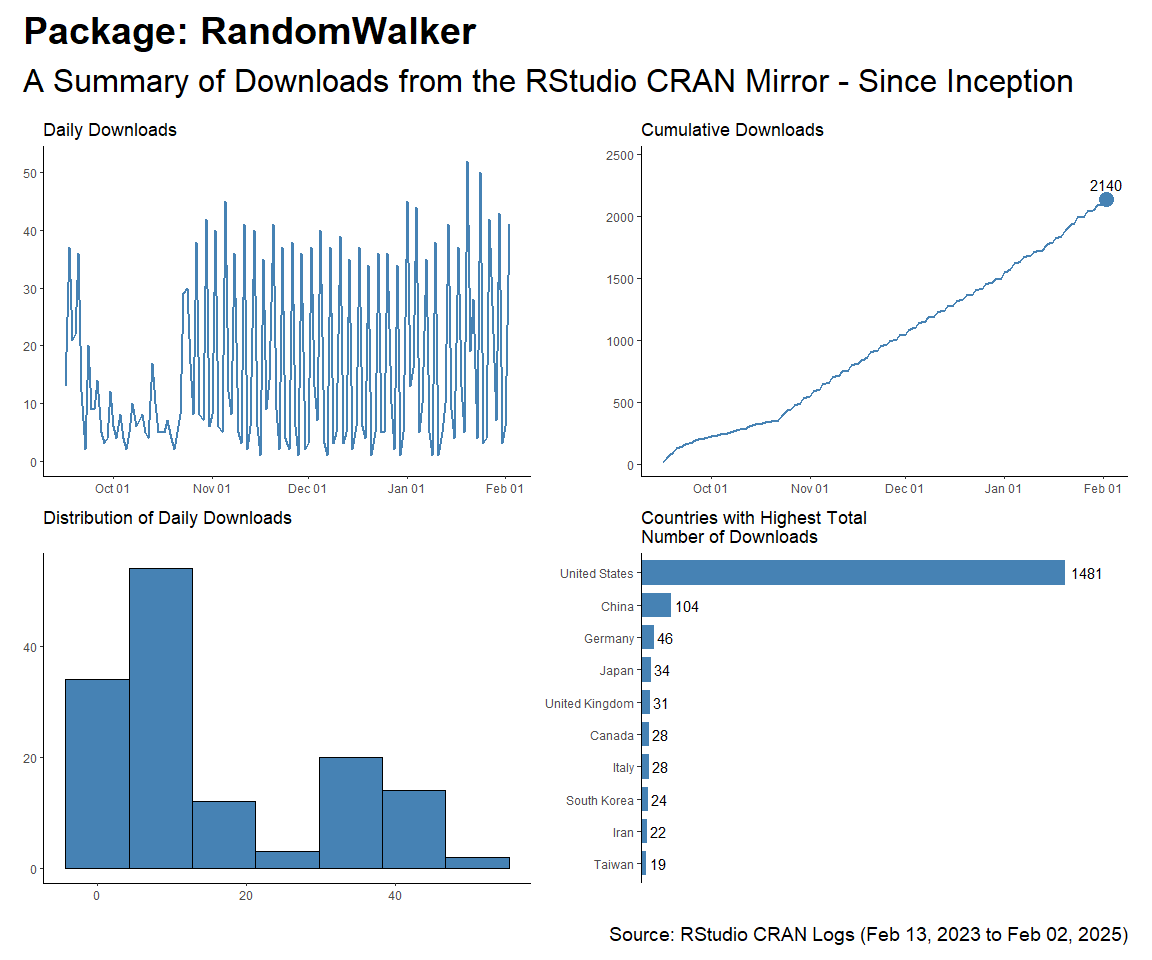 Package: RandomWalker
A Summary of Downloads from the RStudio CRAN Mirror - Since Inception
Daily Downloads
50
40
30
20
10
0
Oct 01 Nov 01 Dec 01 Jan 01 Feb 01
Cumulative Downloads
2500
2000
1500
1000
500
0
2140
Oct 01 Nov 01 Dec 01 Jan 01 Feb 01
Distribution of Daily Downloads
40
20
0
0 20 40
Countries with Highest Total
Number of Downloads
United States 1481
China 104
Germany 46
Japan 34
United Kingdom 31
Canada 28
Italy 28
South Korea 24
Iran 22
Taiwan 19
Source: RStudio CRAN Logs (Feb 13, 2023 to Feb 02, 2025)